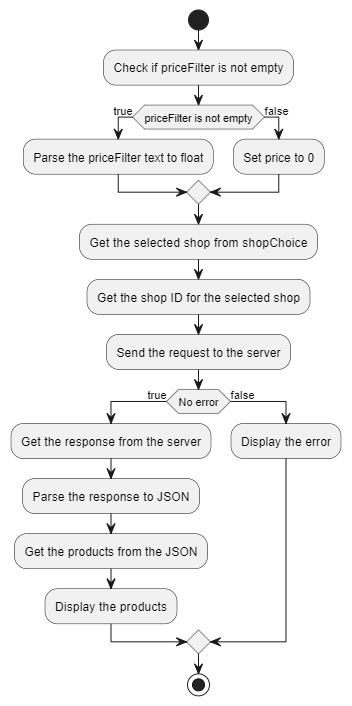 Check if priceFilter is not empty
true
priceFilter is not empty
false
Parse the priceFilter text to float
Set price to 0
Get the selected shop from shopChoice
Get the shop ID for the selected shop
Send the request to the server
true
No error
false
Get the response from the server
Display the error
Parse the response to JSON
Get the products from the JSON
Display the products